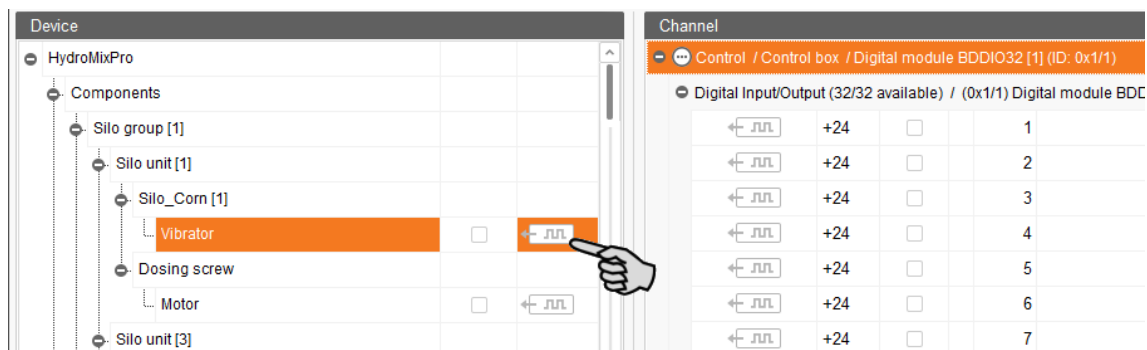 Device
HydroMixPro
Components
Silo group [1]
Silo unit [1]
Silo_Corn [1]
Vibrator
Dosing screw
Motor
Silo unit [3]
Channel
Control / Control box / Digital module BDDIO32 [1] (ID: 0x1/1)
Digital Input/Output (32/32 available) / (0x1/1) Digital module BDD
+24 1
+24 2
+24 3
+24 4
+24 5
+24 6
+24 7